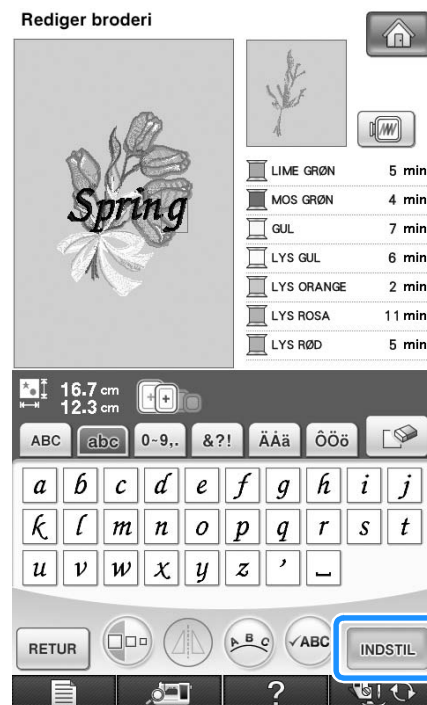 Rediger broderi
Spring
LIME GRØN 5 min
MOS GRØN 4 min
GUL 7 min
LYS GUL 6 min
LYS ORANGE 2 min
LYS ROSA 11 min
LYS RØD 5 min
16.7 cm
12.3 cm
ABC abc 0~9,. &?! ÄÅä ÔÖö
a b c d e f g h i j
k l m n o p q r s t
u v w x y z ’ ⎵
RETUR ABC ✓ABC INDSTIL
?